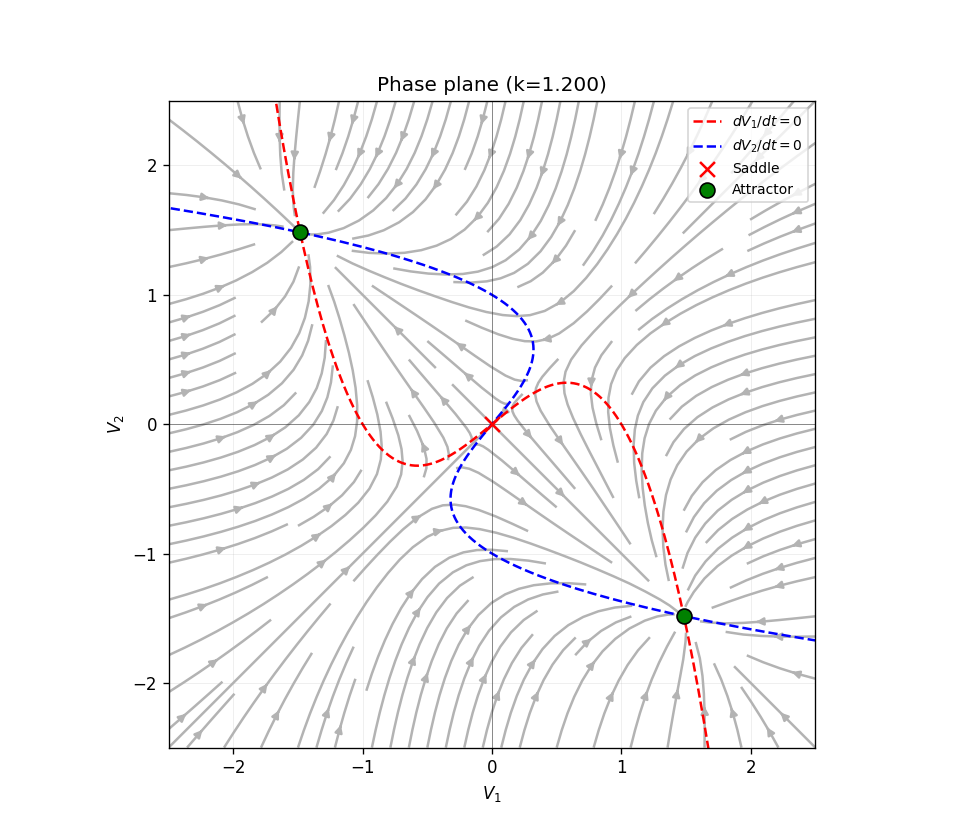 Phase plane (k=1.200)
dV₁/dt = 0
dV₂/dt = 0
Saddle
Attractor
2
1
0
−1
−2
V₂
−2
−1
0
1
2
V₁